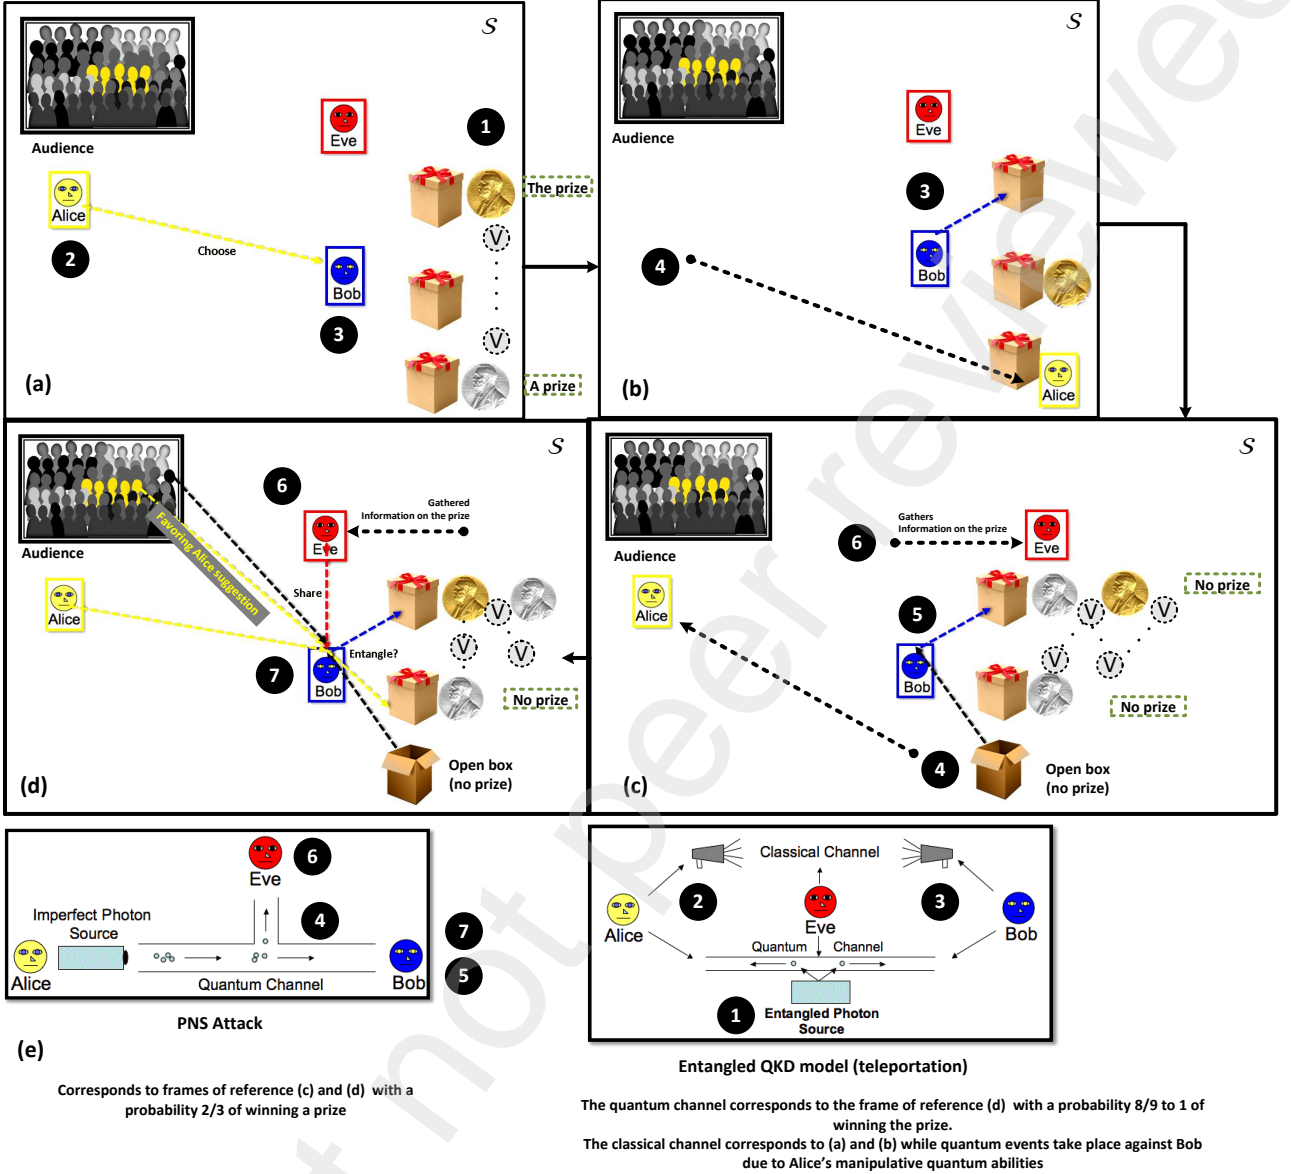 S
1
Eve
Audience
The prize
Alice
V
Choose
2
Bob
3
V
A prize
(a)
S
Eve
Audience
3
4
Bob
Alice
(b)
S
6
Gathered
Information on the prize
Eve
Audience
Favoring Alice suggestion
Share
Alice
V
V
V
Entangle?
7
Bob
No prize
Open box
(no prize)
(d)
S
Gathers
Information on the prize
6
Eve
Audience
No prize
Alice
5
V
V
V
V
Bob
No prize
4
Open box
(no prize)
(c)
6
Eve
4
Imperfect Photon
Source
7
5
Alice
Quantum Channel
Bob
PNS Attack
(e)
Corresponds to frames of reference (c) and (d) with a
probability 2/3 of winning a prize
Classical Channel
2
3
Alice
Eve
Bob
Quantum Channel
1
Entangled Photon
Source
Entangled QKD model (teleportation)
The quantum channel corresponds to the frame of reference (d) with a probability 8/9 to 1 of
winning the prize.
The classical channel corresponds to (a) and (b) while quantum events take place against Bob
due to Alice's manipulative quantum abilities
not peer reviewed